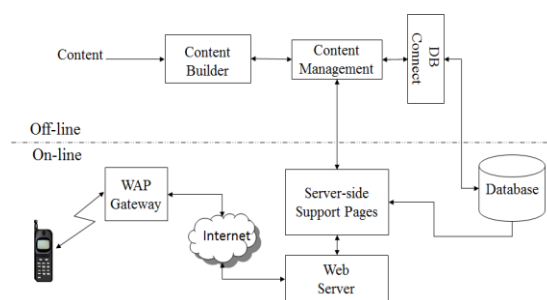 Content
Content
Builder
Content
Management
DB
Connect
Off-line
On-line
WAP
Gateway
Internet
Server-side
Support Pages
Database
Web
Server